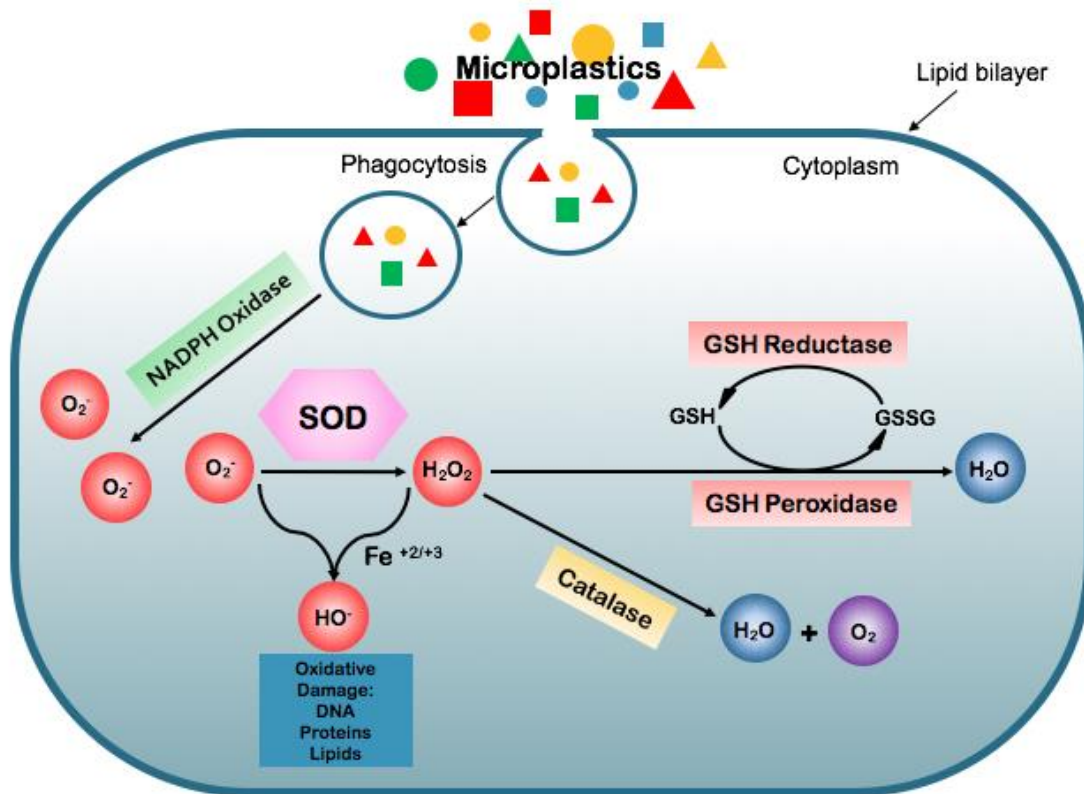 Microplastics
Lipid bilayer
Phagocytosis
Cytoplasm
NADPH Oxidase
GSH Reductase
SOD
GSH
GSSG
O₂⁻
O₂⁻
O₂⁻
H₂O₂
H₂O
GSH Peroxidase
Fe ⁺²/⁺³
Catalase
HO⁻
H₂O + O₂
Oxidative
Damage:
DNA
Proteins
Lipids